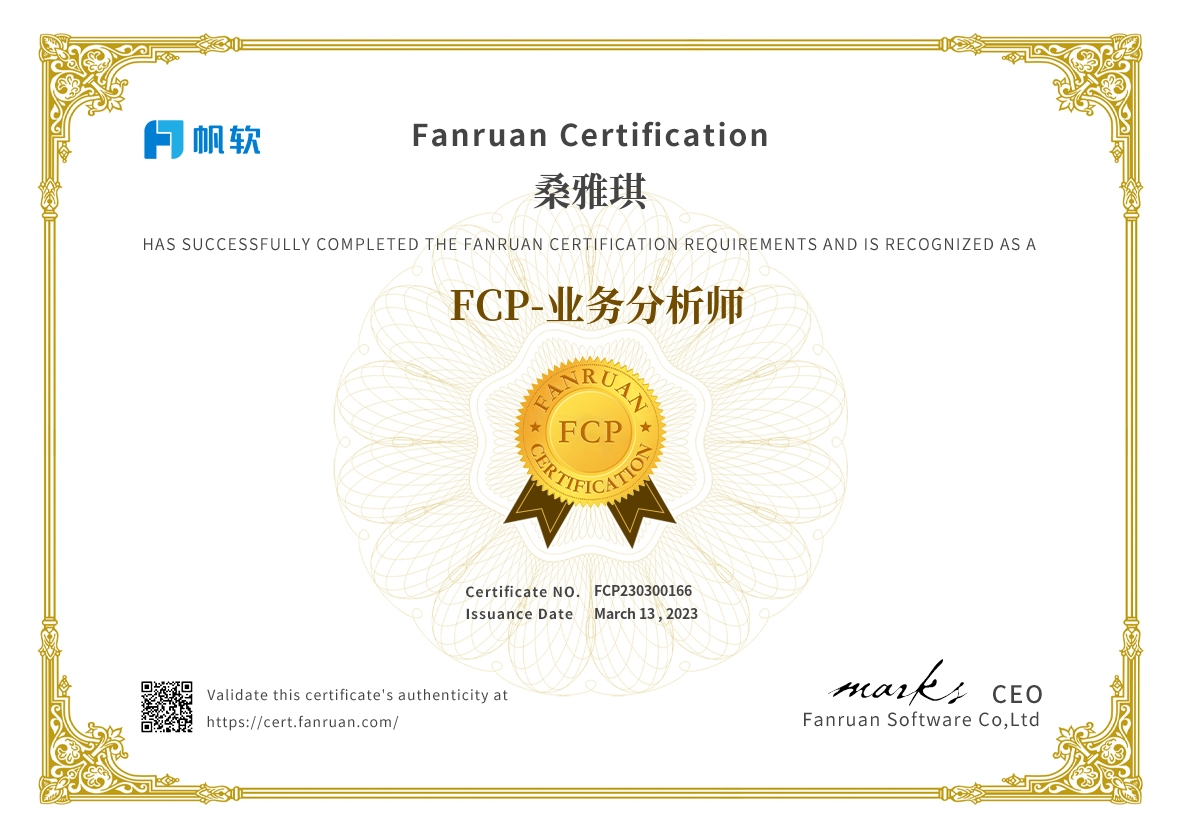 帆软
Fanruan Certification
桑雅琪
HAS SUCCESSFULLY COMPLETED THE FANRUAN CERTIFICATION REQUIREMENTS AND IS RECOGNIZED AS A
FCP-业务分析师
FANRUAN
FCP
CERTIFICATION
Certificate NO. FCP230300166
Issuance Date March 13 , 2023
Validate this certificate's authenticity at
https://cert.fanruan.com/
marks CEO
Fanruan Software Co,Ltd